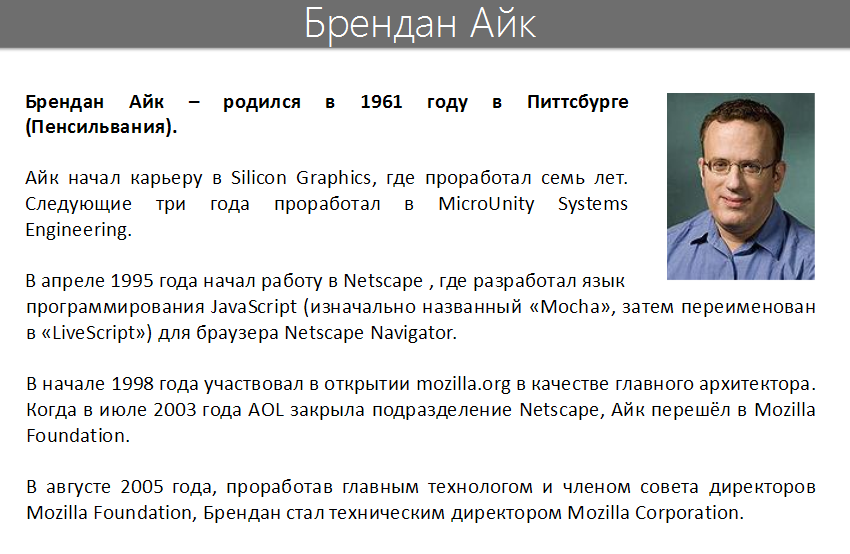 Брендан Айк
Брендан Айк – родился в 1961 году в Питтсбурге
(Пенсильвания).
Айк начал карьеру в Silicon Graphics, где проработал семь лет.
Следующие три года проработал в MicroUnity Systems
Engineering.
В апреле 1995 года начал работу в Netscape , где разработал язык
программирования JavaScript (изначально названный «Mocha», затем переименован
в «LiveScript») для браузера Netscape Navigator.
В начале 1998 года участвовал в открытии mozilla.org в качестве главного архитектора.
Когда в июле 2003 года AOL закрыла подразделение Netscape, Айк перешёл в Mozilla
Foundation.
В августе 2005 года, проработав главным технологом и членом совета директоров
Mozilla Foundation, Брендан стал техническим директором Mozilla Corporation.